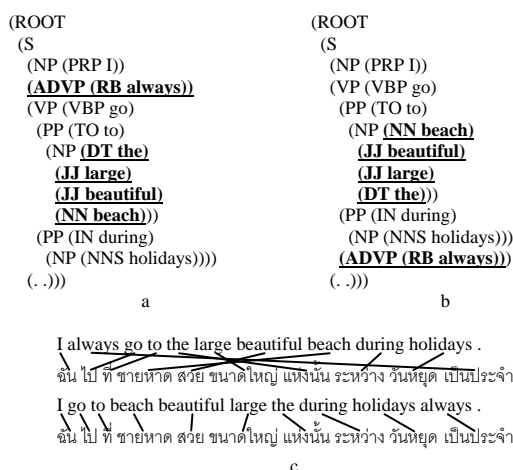 (ROOT
(S
(NP (PRP I))
(ADVP (RB always))
(VP (VBP go)
(PP (TO to)
(NP (DT the)
(JJ large)
(JJ beautiful)
(NN beach)))
(PP (IN during)
(NP (NNS holidays))))
(. .)))
a
(ROOT
(S
(NP (PRP I))
(VP (VBP go)
(PP (TO to)
(NP (NN beach)
(JJ beautiful)
(JJ large)
(DT the)))
(PP (IN during)
(NP (NNS holidays)))
(ADVP (RB always)))
(. .)))
b
I always go to the large beautiful beach during holidays .
ฉัน ไป ที่ ชายหาด สวย ขนาดใหญ่ แห่งนั้น ระหว่าง วันหยุด เป็นประจำ
I go to beach beautiful large the during holidays always .
ฉัน ไป ที่ ชายหาด สวย ขนาดใหญ่ แห่งนั้น ระหว่าง วันหยุด เป็นประจำ
c